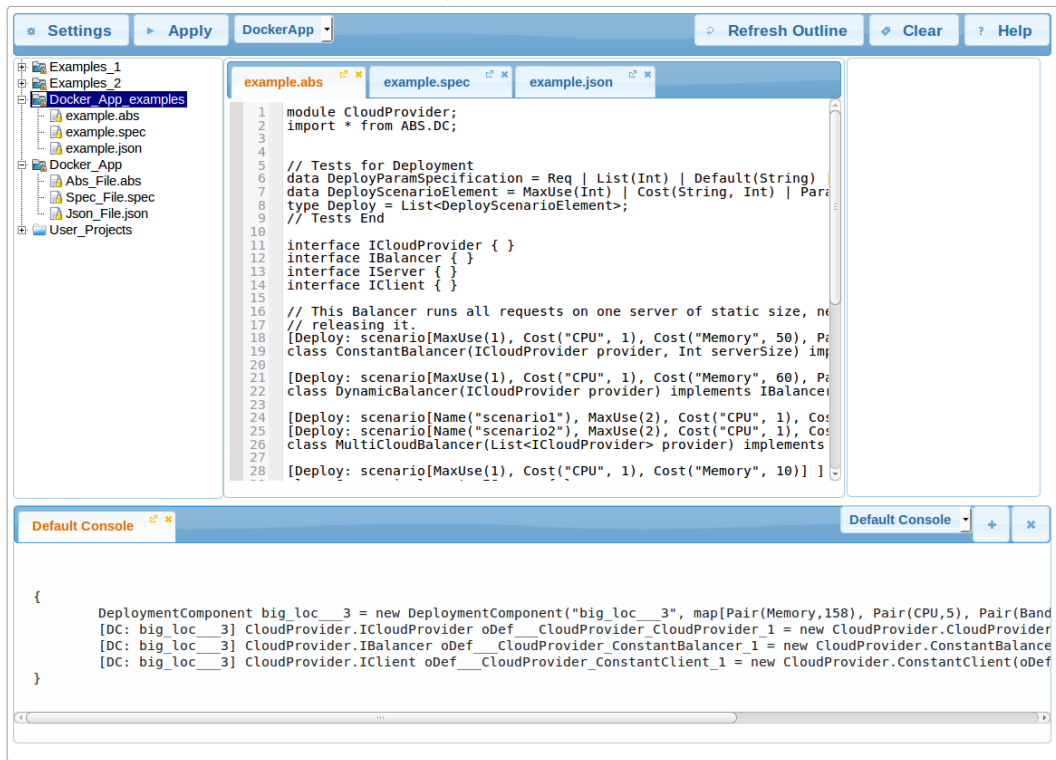 Settings Apply DockerApp Refresh Outline Clear ? Help
Examples_1
Examples_2
Docker_App_examples
example.abs
example.spec
example.json
Docker_App
Abs_File.abs
Spec_File.spec
Json_File.json
User_Projects
example.abs example.spec example.json
1 module CloudProvider;
2 import * from ABS.DC;
3
4
5 // Tests for Deployment
6 data DeployParamSpecification = Req | List(Int) | Default(String) |
7 data DeployScenarioElement = MaxUse(Int) | Cost(String, Int) | Para
8 type Deploy = List<DeployScenarioElement>;
9 // Tests End
10
11 interface ICloudProvider { }
12 interface IBalancer { }
13 interface IServer { }
14 interface IClient { }
15
16 // This Balancer runs all requests on one server of static size, ne
17 // releasing it.
18 [Deploy: scenario[MaxUse(1), Cost("CPU", 1), Cost("Memory", 50), Pa
19 class ConstantBalancer(ICloudProvider provider, Int serverSize) imp
20
21 [Deploy: scenario[MaxUse(1), Cost("CPU", 1), Cost("Memory", 60), Pa
22 class DynamicBalancer(ICloudProvider provider) implements IBalancer
23
24 [Deploy: scenario[Name("scenario1"), MaxUse(2), Cost("CPU", 1), Cos
25 [Deploy: scenario[Name("scenario2"), MaxUse(2), Cost("CPU", 1), Cos
26 class MultiCloudBalancer(List<ICloudProvider> provider) implements
27
28 [Deploy: scenario[MaxUse(1), Cost("CPU", 1), Cost("Memory", 10)] ]
Default Console Default Console
{
DeploymentComponent big_loc___3 = new DeploymentComponent("big_loc___3", map[Pair(Memory,158), Pair(CPU,5), Pair(Band
[DC: big_loc___3] CloudProvider.ICloudProvider oDef___CloudProvider_CloudProvider_1 = new CloudProvider.CloudProvider
[DC: big_loc___3] CloudProvider.IBalancer oDef___CloudProvider_ConstantBalancer_1 = new CloudProvider.ConstantBalance
[DC: big_loc___3] CloudProvider.IClient oDef___CloudProvider_ConstantClient_1 = new CloudProvider.ConstantClient(oDef
}